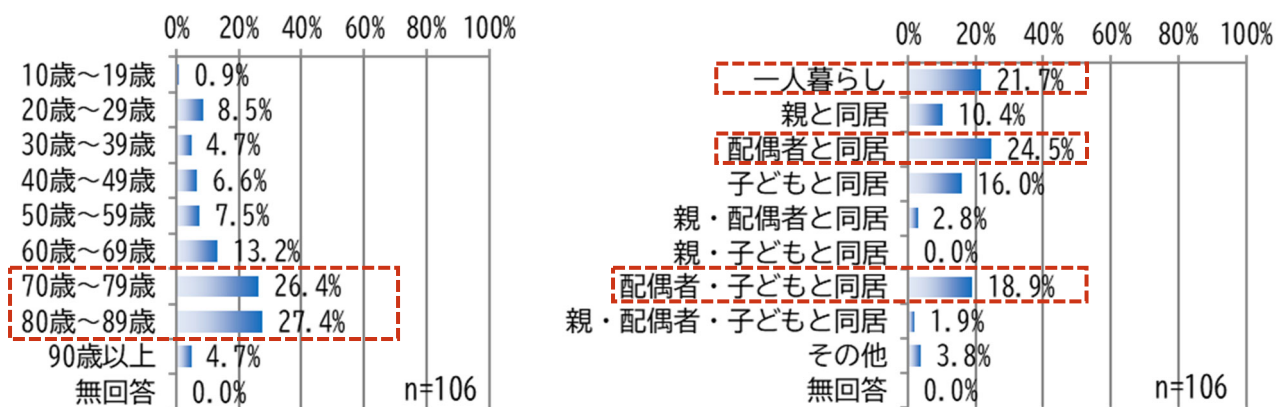 0% 20% 40% 60% 80% 100%
10歳～19歳 0.9%
20歳～29歳 8.5%
30歳～39歳 4.7%
40歳～49歳 6.6%
50歳～59歳 7.5%
60歳～69歳 13.2%
70歳～79歳 26.4%
80歳～89歳 27.4%
90歳以上 4.7%
無回答 0.0%
n=106
0% 20% 40% 60% 80% 100%
一人暮らし 21.7%
親と同居 10.4%
配偶者と同居 24.5%
子どもと同居 16.0%
親・配偶者と同居 2.8%
親・子どもと同居 0.0%
配偶者・子どもと同居 18.9%
親・配偶者・子どもと同居 1.9%
その他 3.8%
無回答 0.0%
n=106